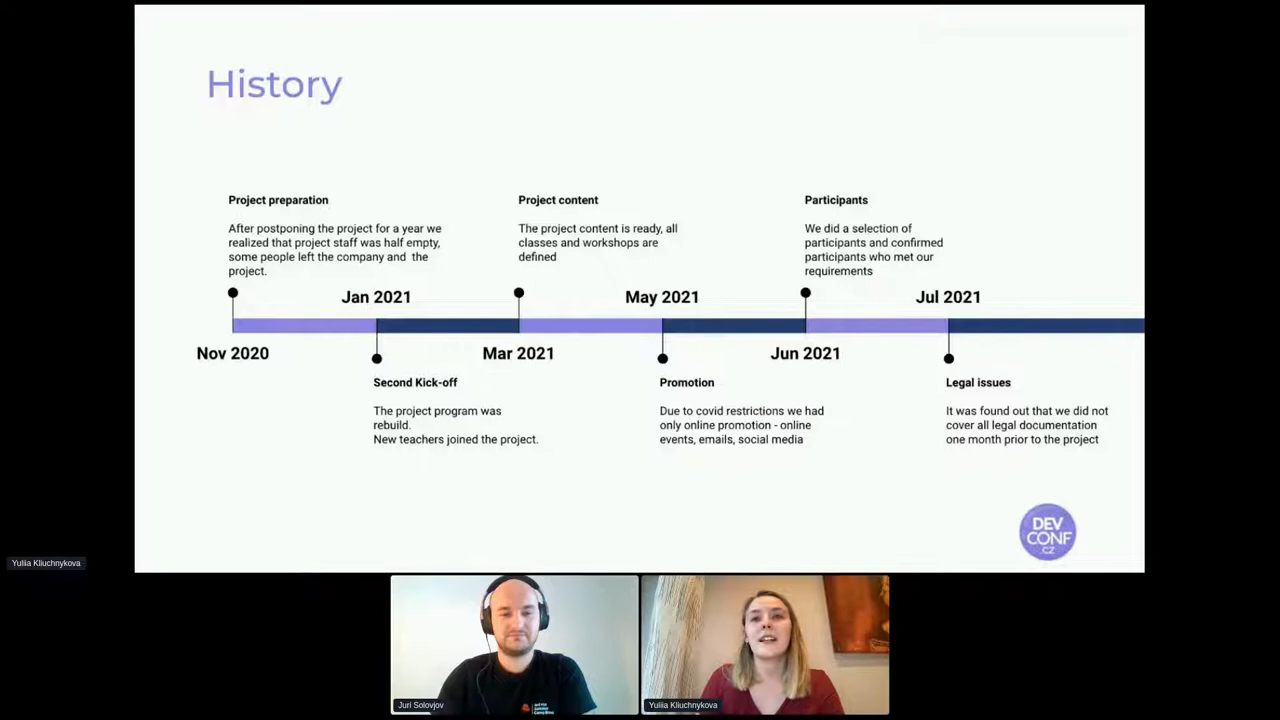 History
Project preparation
After postponing the project for a year we
realized that project staff was half empty,
some people left the company and the
project.
Project content
The project content is ready, all
classes and workshops are
defined
Participants
We did a selection of
participants and confirmed
participants who met our
requirements
Jan 2021
May 2021
Jul 2021
Nov 2020
Mar 2021
Jun 2021
Second Kick-off
The project program was
rebuild.
New teachers joined the project.
Promotion
Due to covid restrictions we had
only online promotion - online
events, emails, social media
Legal issues
It was found out that we did not
cover all legal documentation
one month prior to the project
DEV
CONF
.CZ
Yuliia Kliuchnykova
Juri Solovjov
Yuliia Kliuchnykova